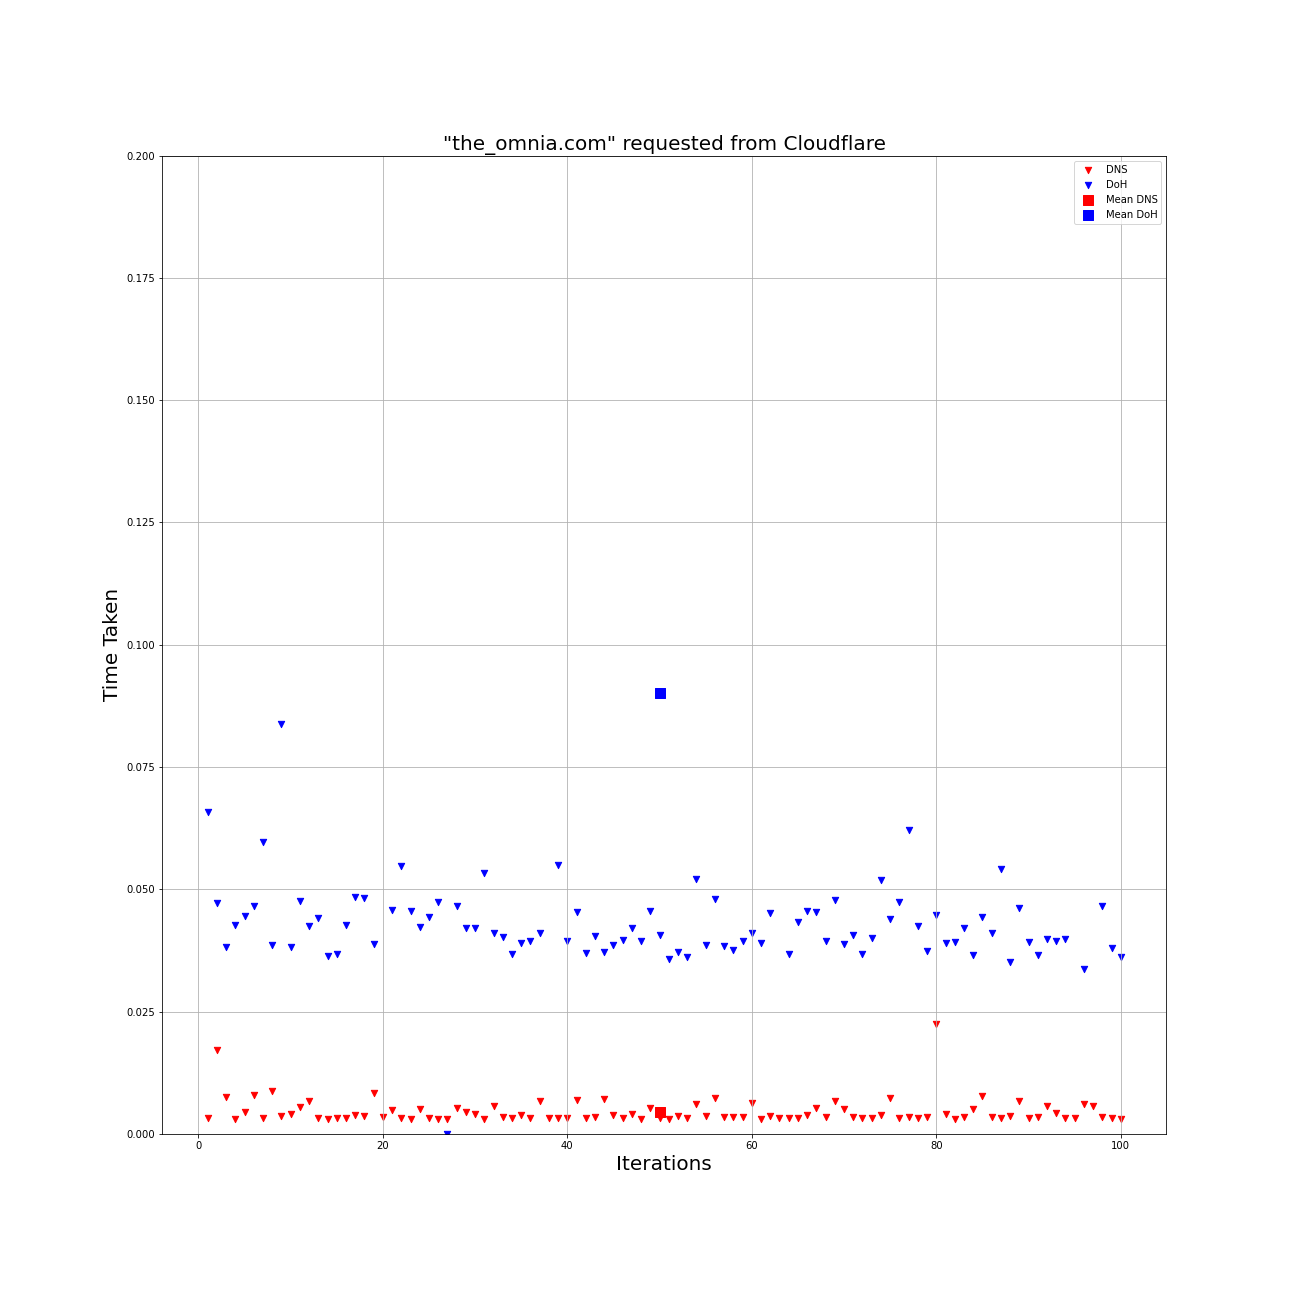 "the_omnia.com" requested from Cloudflare
DNS
DoH
Mean DNS
Mean DoH
0.200
0.175
0.150
0.125
0.100
0.075
0.050
0.025
0.000
Time Taken
0 20 40 60 80 100
Iterations